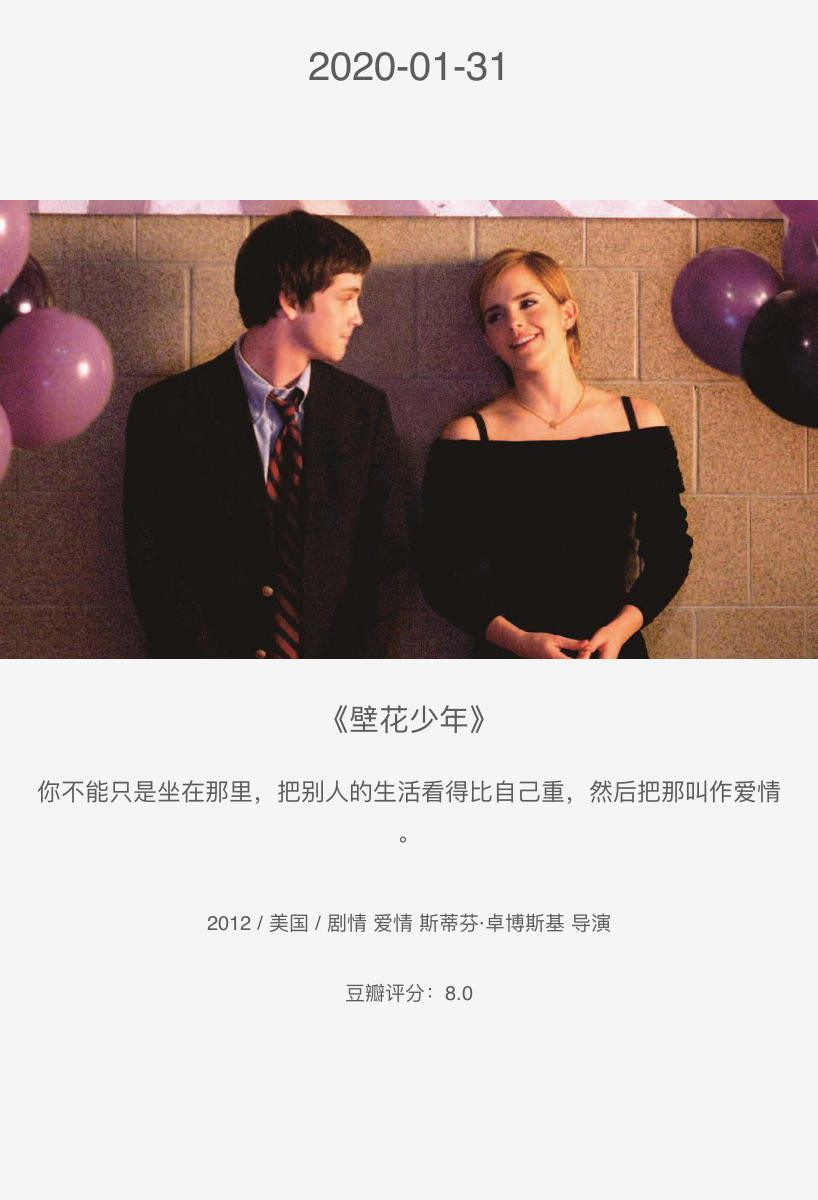 2020-01-31
《壁花少年》
你不能只是坐在那里，把别人的生活看得比自己重，然后把那叫作爱情
。
2012 / 美国 / 剧情 爱情 斯蒂芬·卓博斯基 导演
豆瓣评分：8.0